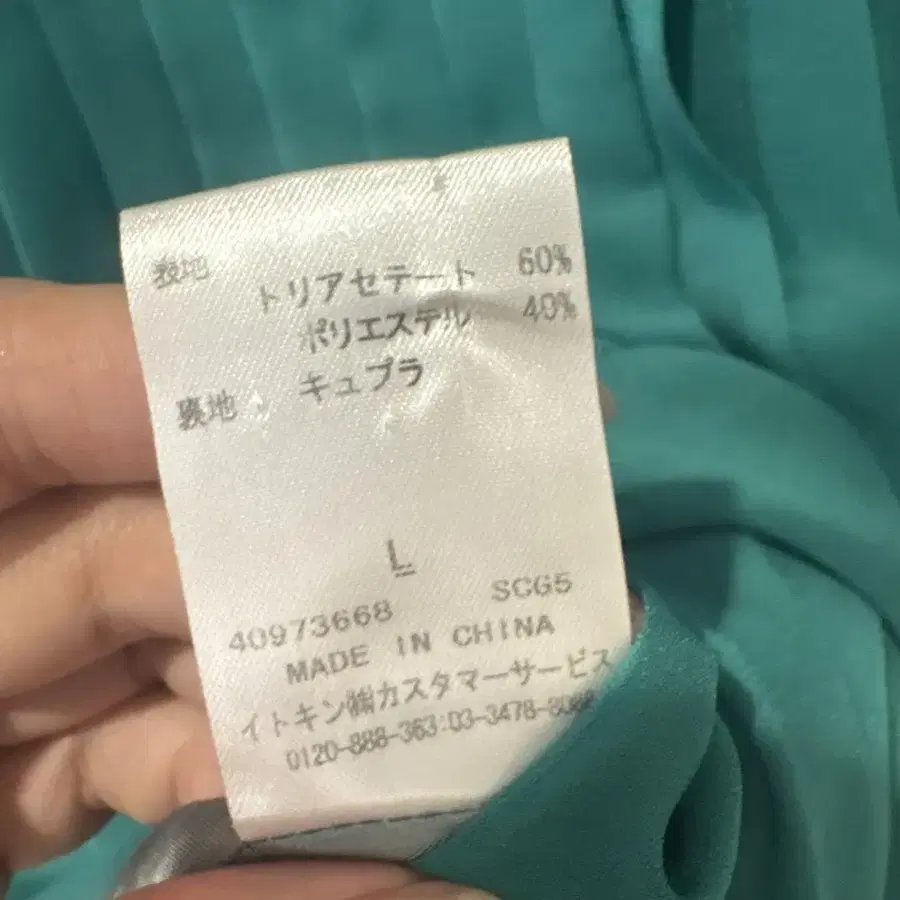 表地 トリアセテート 60%
ポリエステル 40%
裏地 キュプラ
L
40973668 SCG5
MADE IN CHINA
イトキン㈱カスタマーサービス
0120-888-363:03-3478-8088